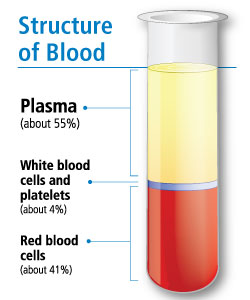 Structure
of Blood
Plasma
(about 55%)
White blood
cells and
platelets
(about 4%)
Red blood
cells
(about 41%)